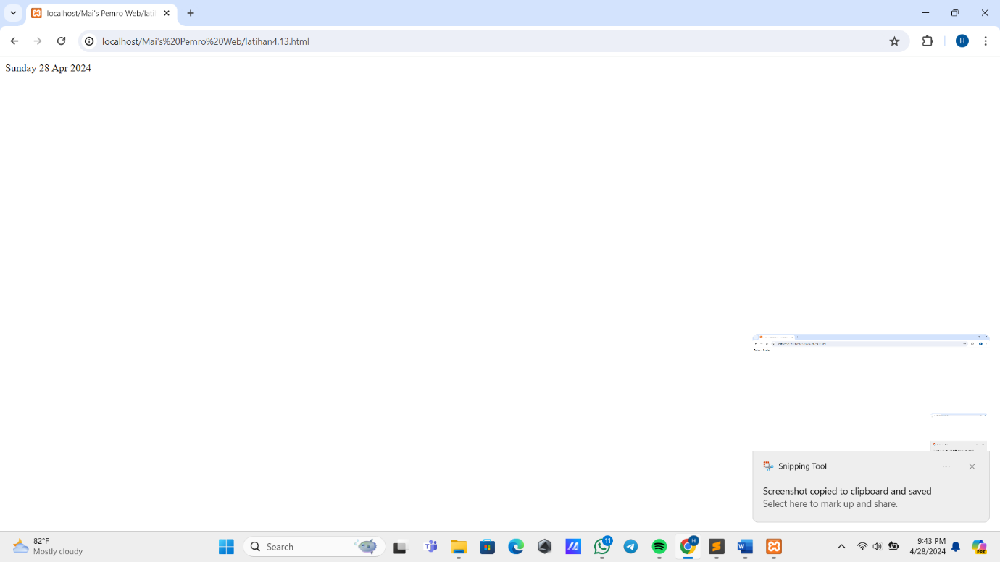 localhost/Mai's Pemro Web/lati
localhost/Mai's%20Pemro%20Web/latihan4.13.html
H
Sunday 28 Apr 2024
Snipping Tool
Screenshot copied to clipboard and saved
Select here to mark up and share.
82°F
Mostly cloudy
Search
11
H
9:43 PM
4/28/2024
PRE